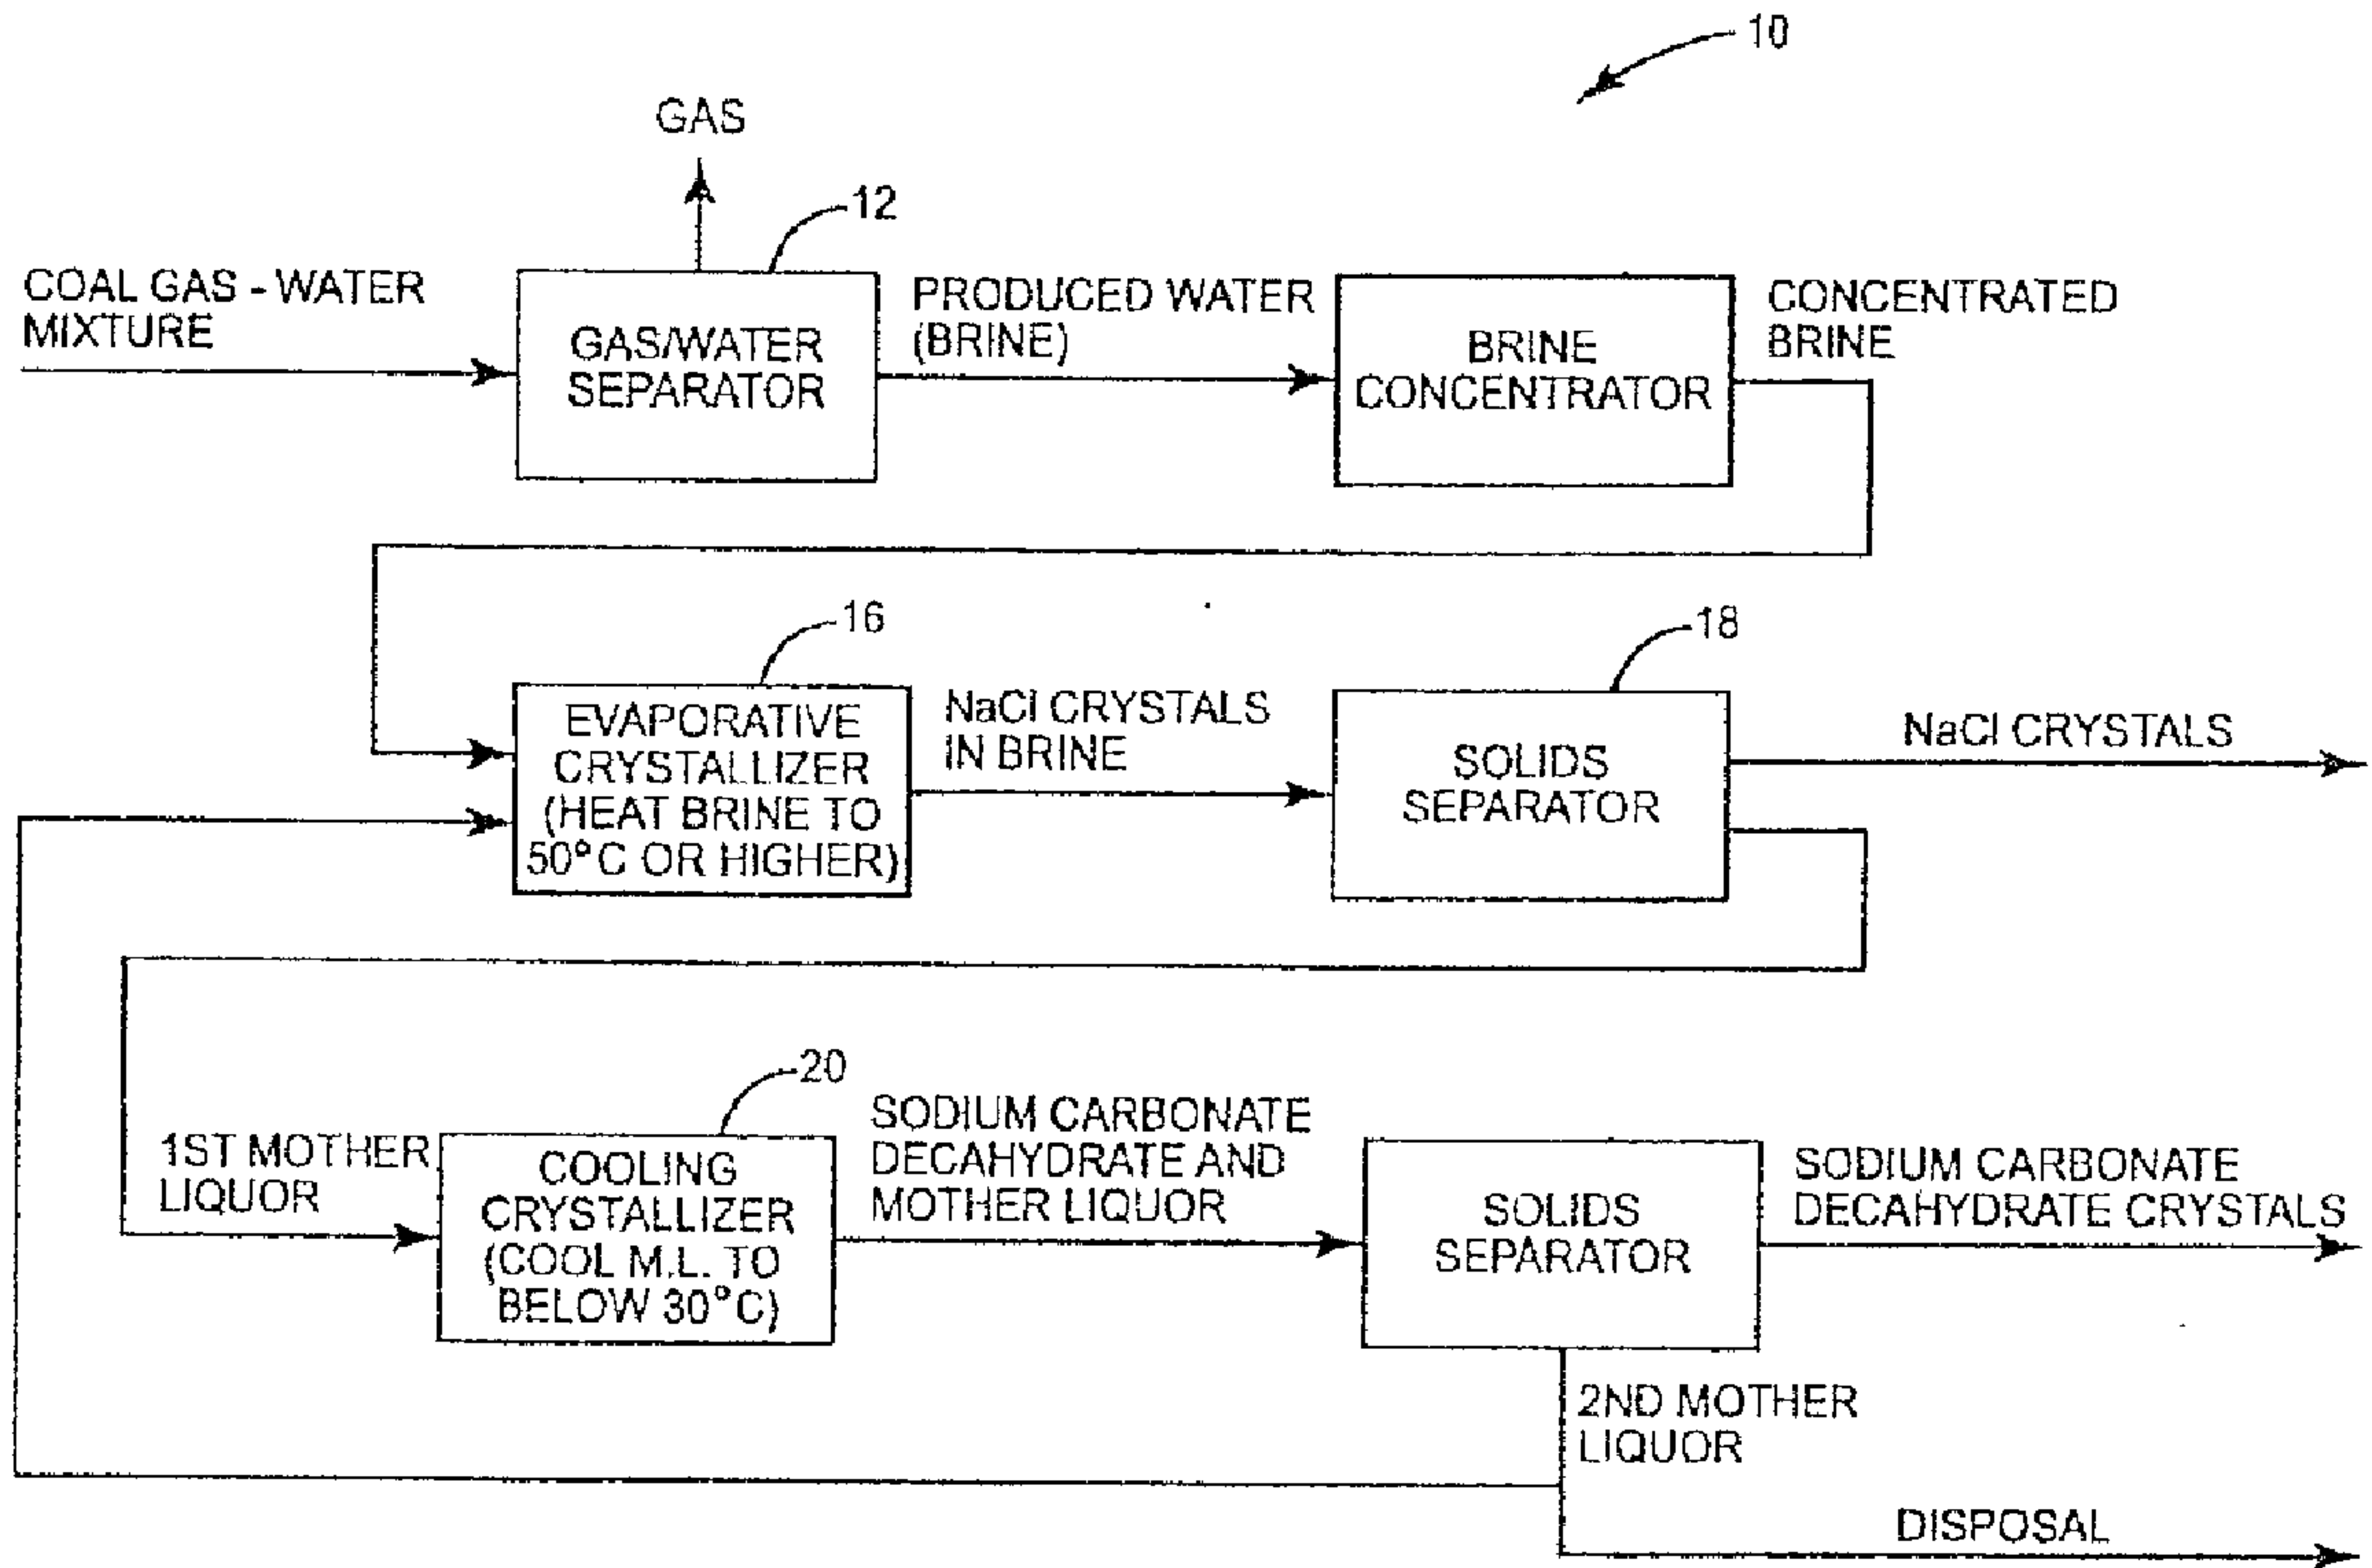 10
GAS
12
COAL GAS - WATER
MIXTURE
GAS/WATER
SEPARATOR
PRODUCED WATER
(BRINE)
BRINE
CONCENTRATOR
CONCENTRATED
BRINE
16
EVAPORATIVE
CRYSTALLIZER
(HEAT BRINE TO
50°C OR HIGHER)
NaCl CRYSTALS
IN BRINE
18
SOLIDS
SEPARATOR
NaCl CRYSTALS
1ST MOTHER
LIQUOR
20
COOLING
CRYSTALLIZER
(COOL M.L. TO
BELOW 30°C)
SODIUM CARBONATE
DECAHYDRATE AND
MOTHER LIQUOR
SOLIDS
SEPARATOR
SODIUM CARBONATE
DECAHYDRATE CRYSTALS
2ND MOTHER
LIQUOR
DISPOSAL